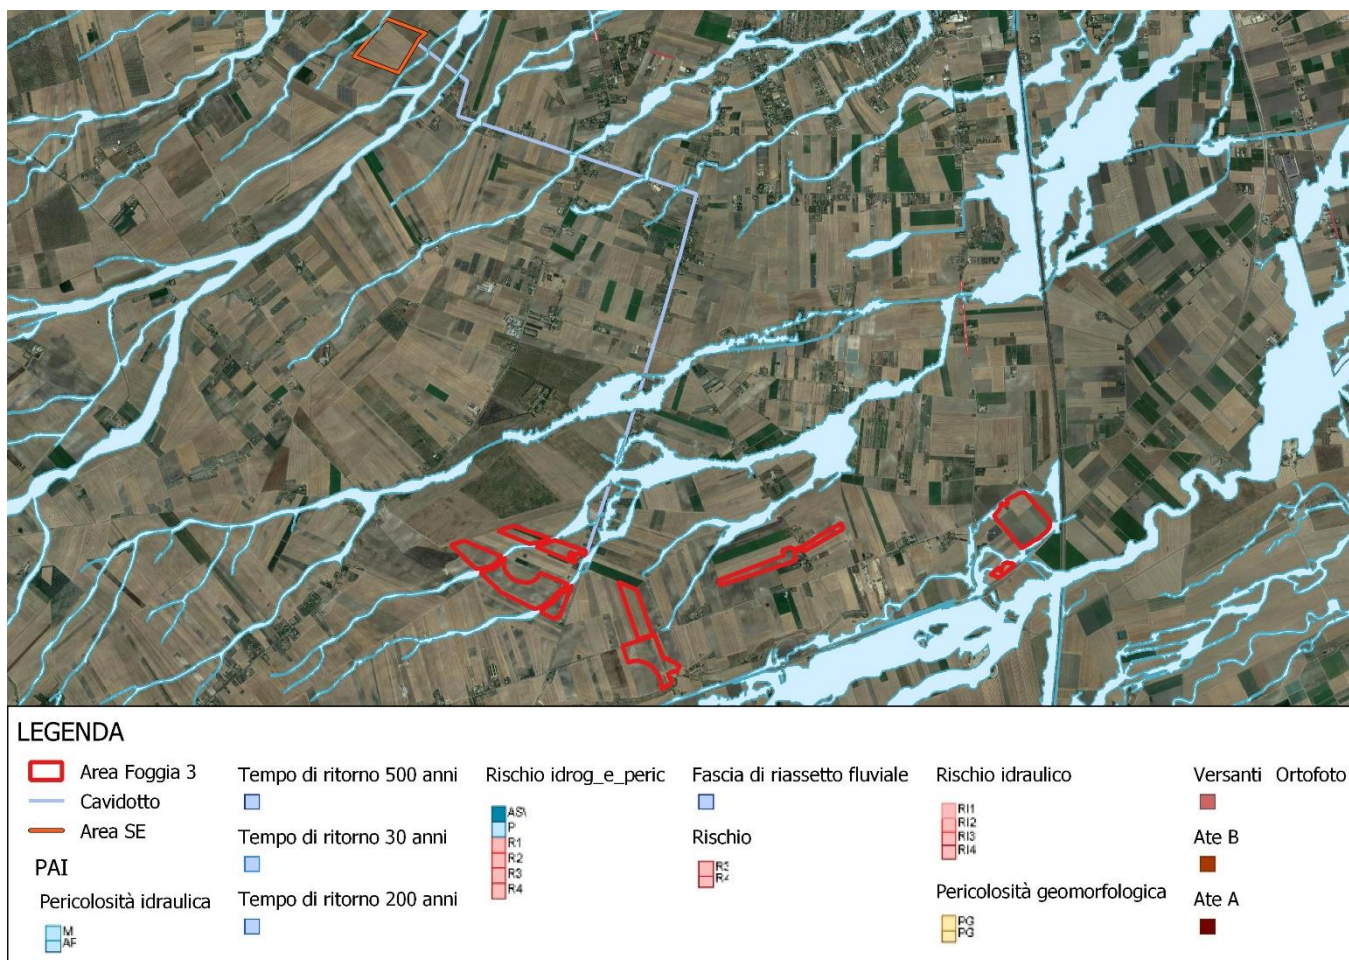 LEGENDA
Area Foggia 3
Cavidotto
Area SE
PAI
Pericolosità idraulica
M
AF
Tempo di ritorno 500 anni
Tempo di ritorno 30 anni
Tempo di ritorno 200 anni
Rischio idrog_e_peric
P
R1
R2
R3
R4
Fascia di riassetto fluviale
Rischio
Rischio idraulico
RI1
RI2
RI3
RI4
Pericolosità geomorfologica
PG
PG
Versanti Ortofoto
Ate B
Ate A